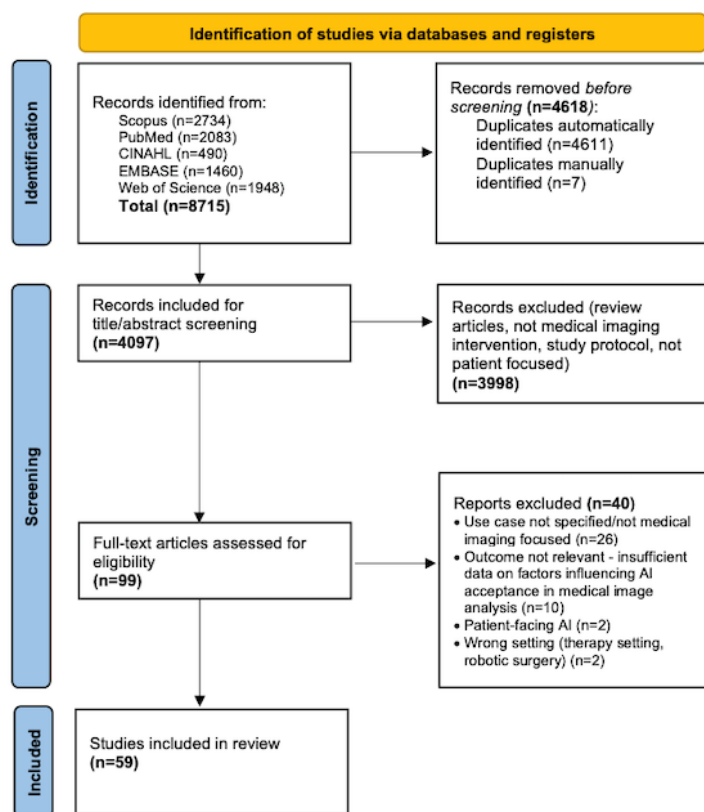 Identification of studies via databases and registers
Identification
Records identified from:
Scopus (n=2734)
PubMed (n=2083)
CINAHL (n=490)
EMBASE (n=1460)
Web of Science (n=1948)
Total (n=8715)
Records removed before
screening (n=4618):
Duplicates automatically
identified (n=4611)
Duplicates manually
identified (n=7)
Screening
Records included for
title/abstract screening
(n=4097)
Records excluded (review
articles, not medical imaging
intervention, study protocol, not
patient focused)
(n=3998)
Full-text articles assessed for
eligibility
(n=99)
Reports excluded (n=40)
• Use case not specified/not medical
imaging focused (n=26)
• Outcome not relevant - insufficient
data on factors influencing AI
acceptance in medical image
analysis (n=10)
• Patient-facing AI (n=2)
• Wrong setting (therapy setting,
robotic surgery) (n=2)
Included
Studies included in review
(n=59)